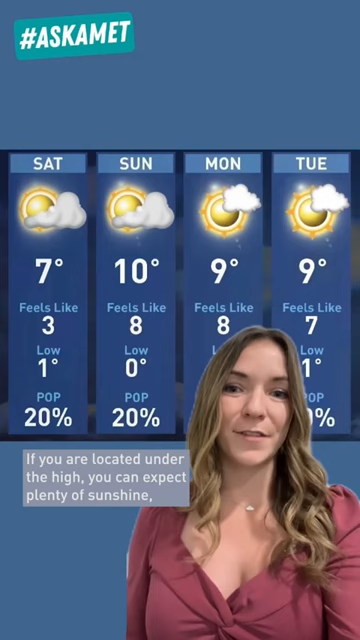 #ASKAMET
SAT SUN MON TUE
7° 10° 9° 9°
Feels Like Feels Like Feels Like Feels Like
3 8 8 7
Low Low Low
1° 0° 1°
POP POP
20% 20%
If you are located under
the high, you can expect
plenty of sunshine,